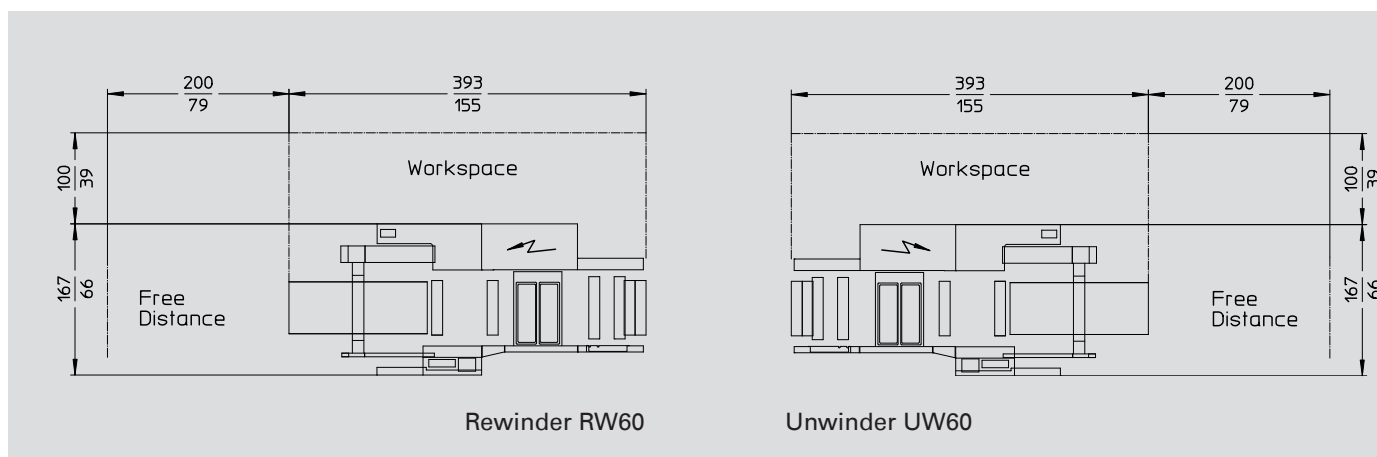 200
79
393
155
393
155
200
79
100
39
Workspace
Workspace
100
39
167
66
Free
Distance
Free
Distance
167
66
Rewinder RW60
Unwinder UW60